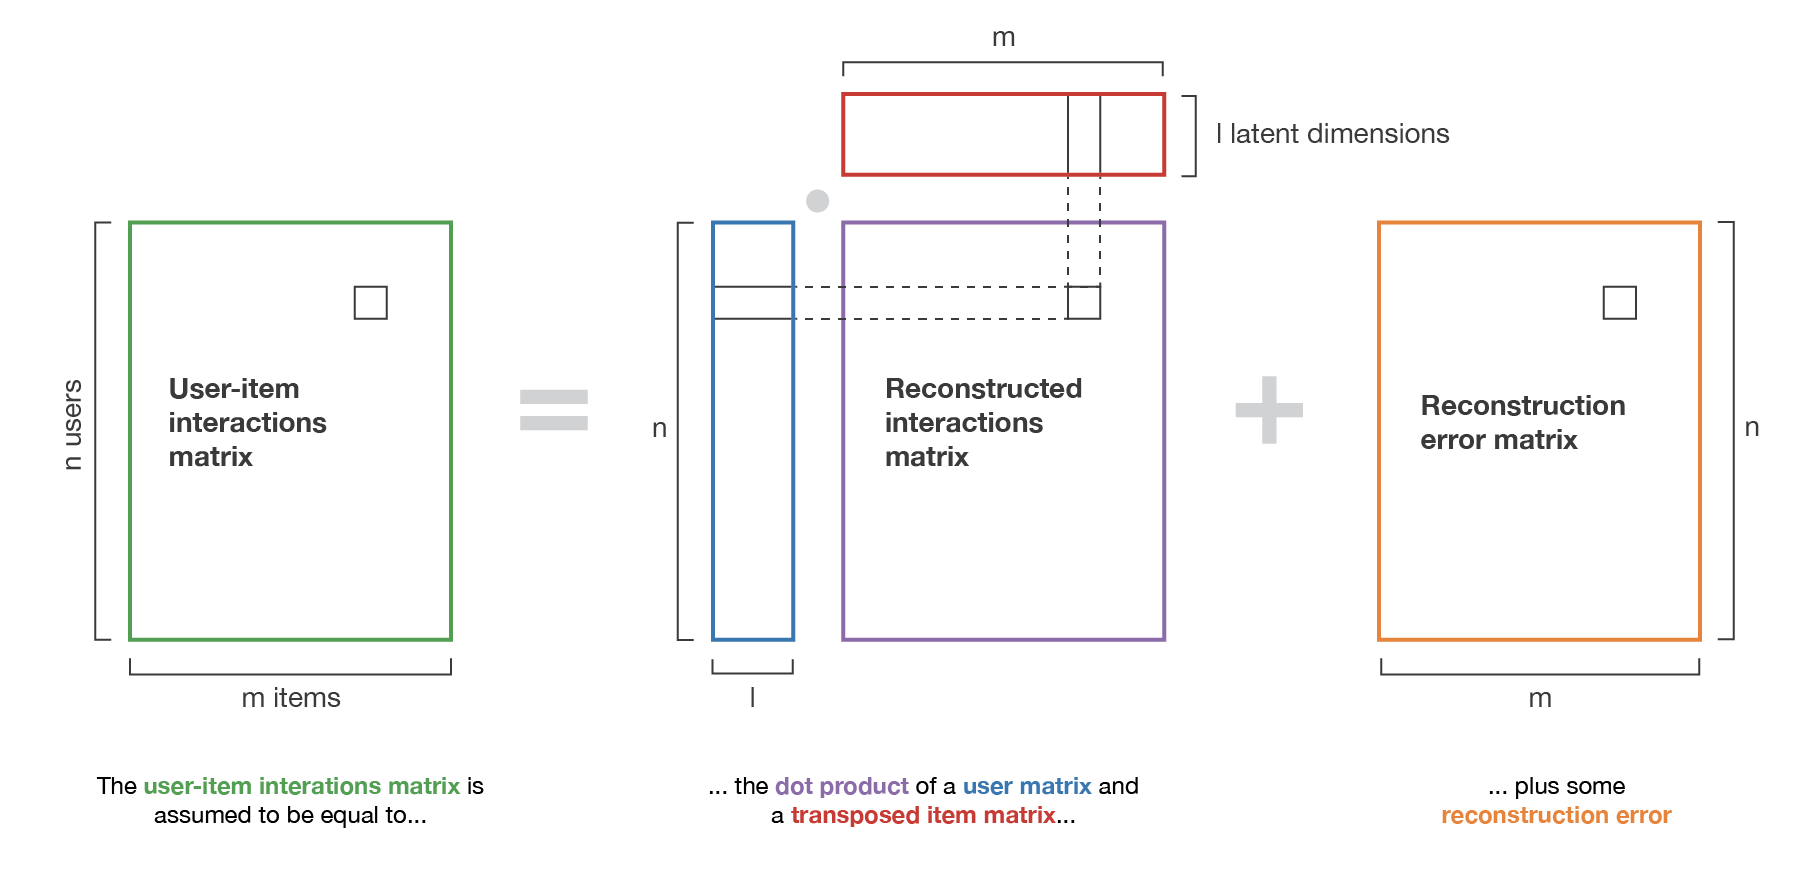 m
l latent dimensions
n users
User-item
interactions
matrix
m items
n
l
Reconstructed
interactions
matrix
Reconstruction
error matrix
n
m
The user-item interations matrix is
assumed to be equal to...
... the dot product of a user matrix and
a transposed item matrix...
... plus some
reconstruction error